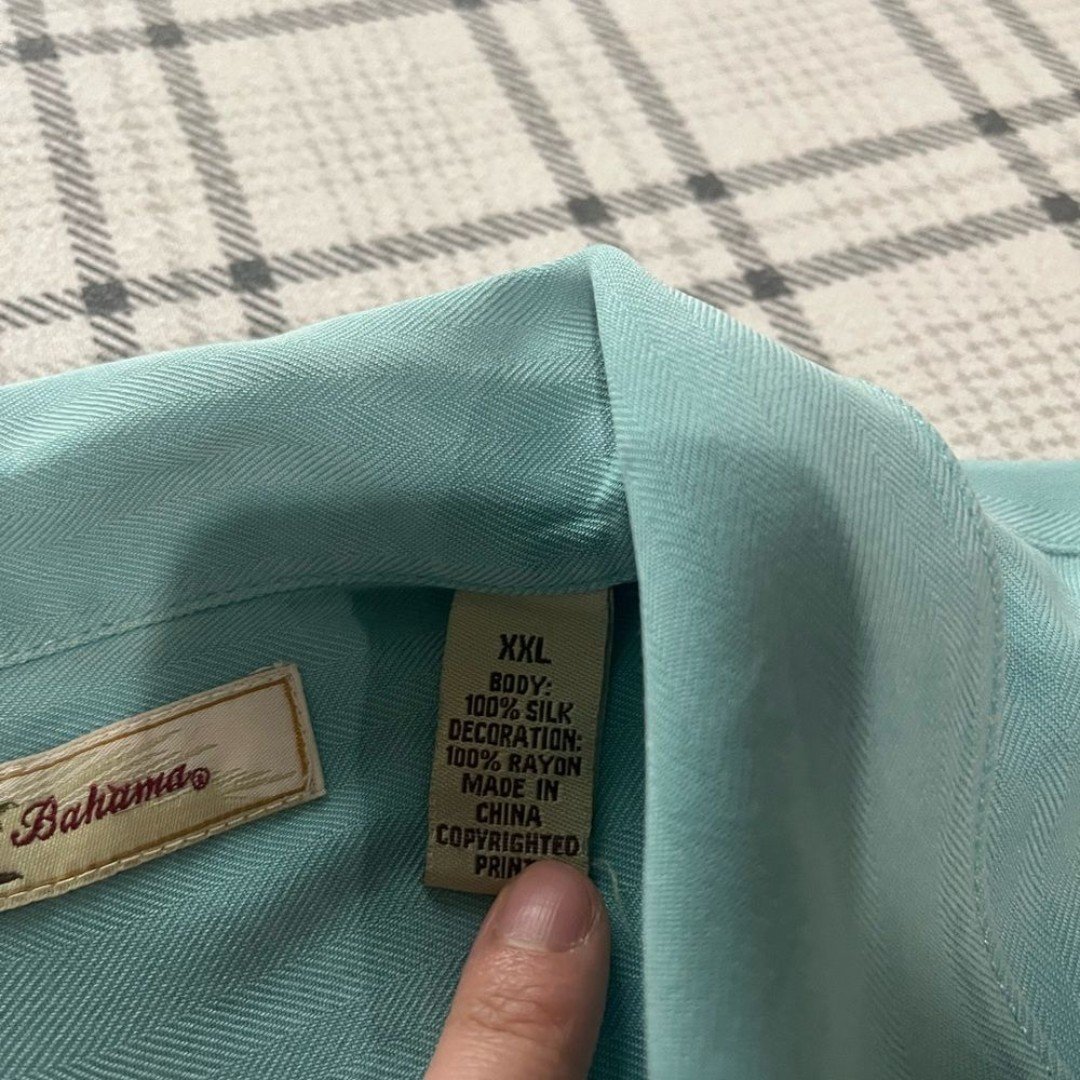 Bahama®
XXL
BODY:
100% SILK
DECORATION:
100% RAYON
MADE IN
CHINA
COPYRIGHTED